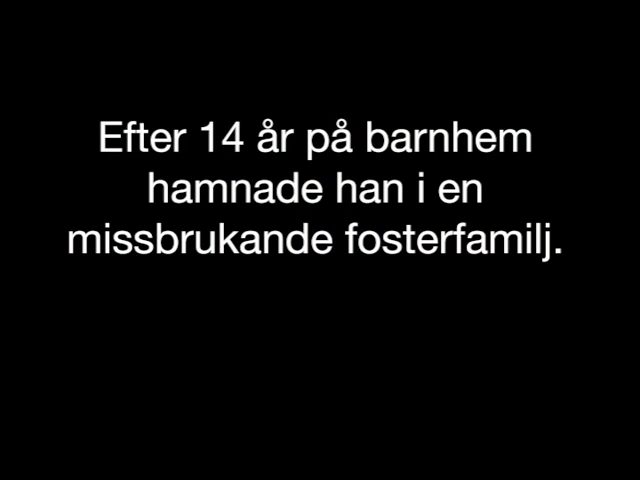 Efter 14 år på barnhem
hamnade han i en
missbrukande fosterfamilj.